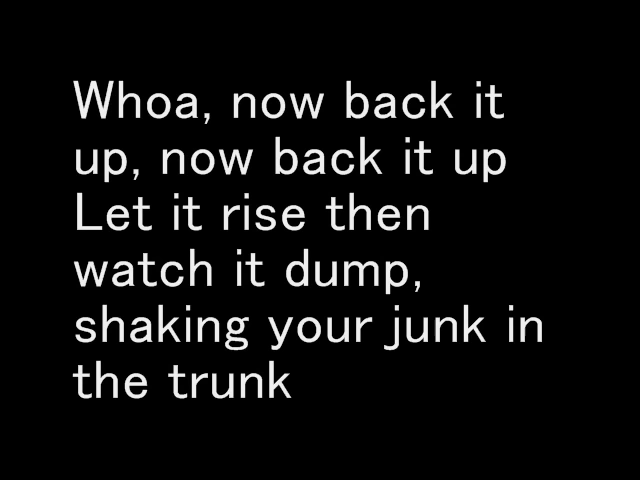 Whoa, now back it
up, now back it up
Let it rise then
watch it dump,
shaking your junk in
the trunk